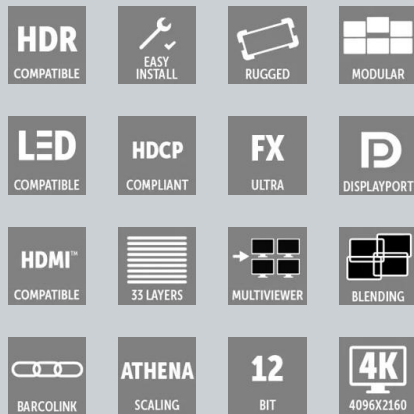 HDR
COMPATIBLE
EASY
INSTALL
RUGGED
MODULAR
LED
COMPATIBLE
HDCP
COMPLIANT
FX
ULTRA
DISPLAYPORT
HDMI™
COMPATIBLE
33 LAYERS
MULTIVIEWER
BLENDING
BARCOLINK
ATHENA
SCALING
12
BIT
4K
4096X2160